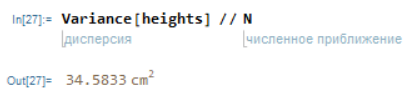 In[27]:= Variance[heights] // N
дисперсия численное приближение
Out[27]= 34.5833 cm²